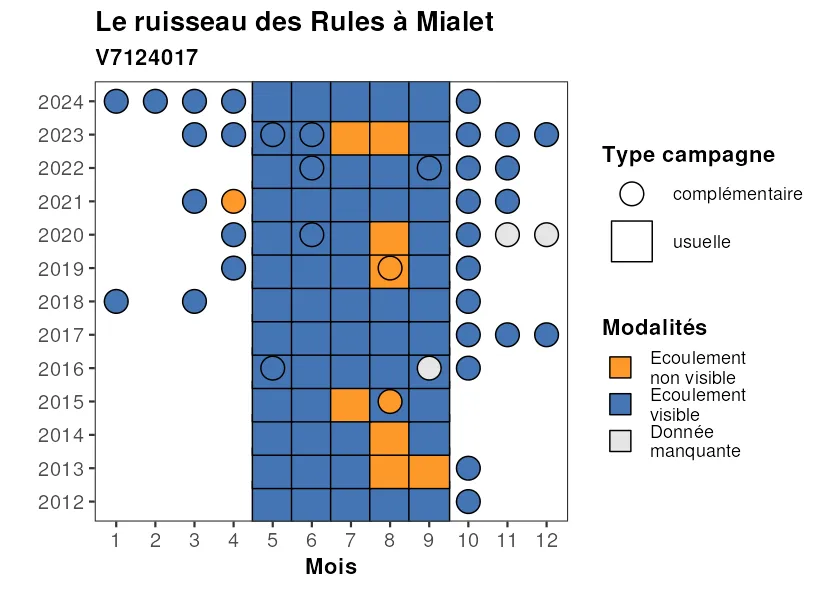 Le ruisseau des Rules à Mialet
V7124017
2024
2023
2022
2021
2020
2019
2018
2017
2016
2015
2014
2013
2012
1 2 3 4 5 6 7 8 9 10 11 12
Mois
Type campagne
complémentaire
usuelle
Modalités
Ecoulement
non visible
Ecoulement
visible
Donnée
manquante